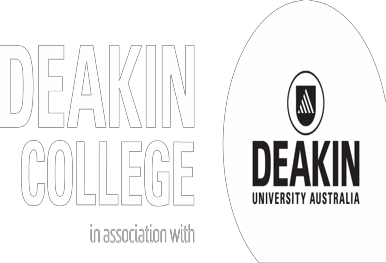 DEAKIN
COLLEGE
in association with
DEAKIN
UNIVERSITY AUSTRALIA